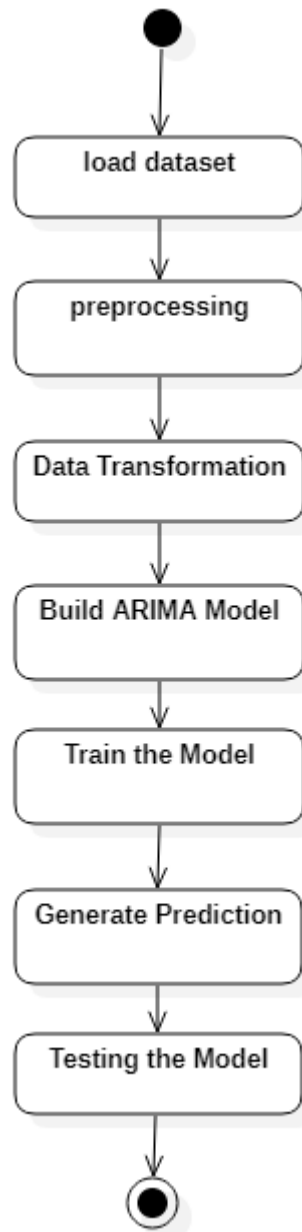 load dataset
preprocessing
Data Transformation
Build ARIMA Model
Train the Model
Generate Prediction
Testing the Model